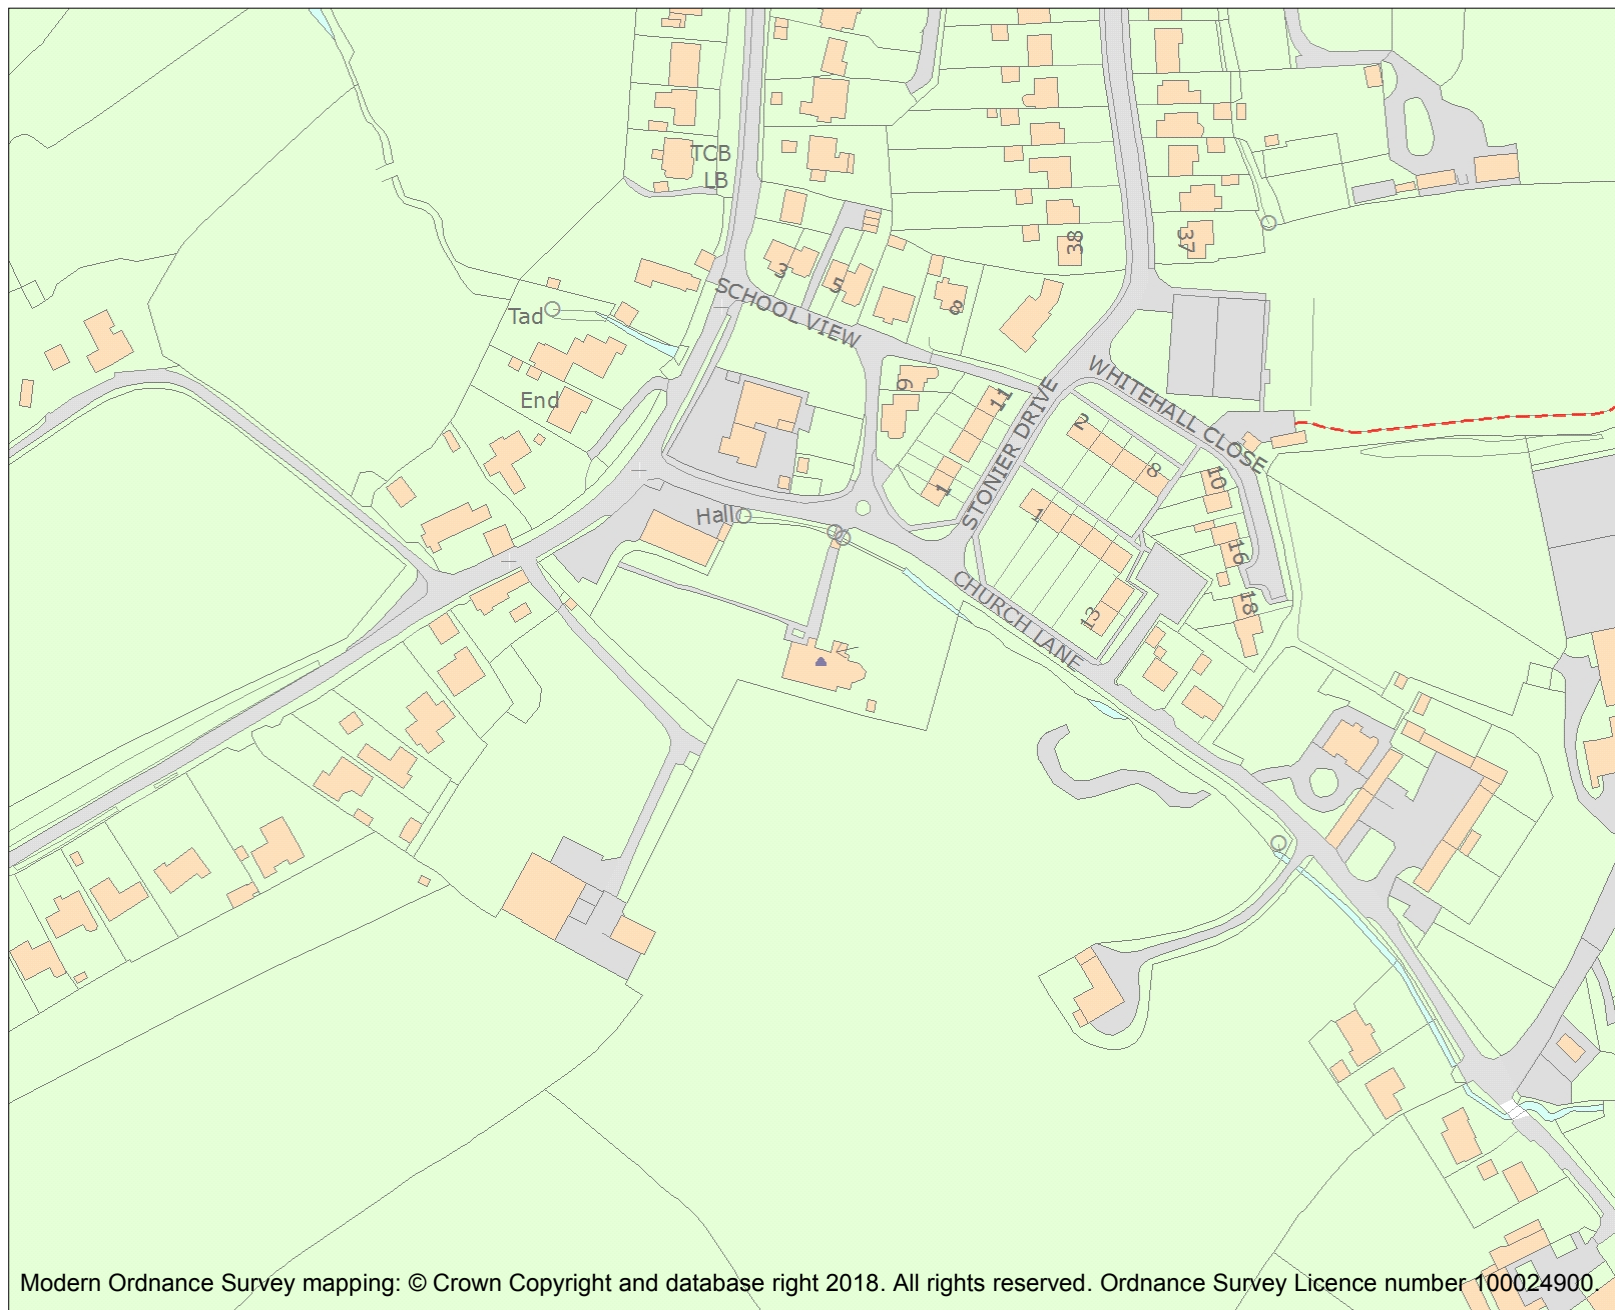 TCB
LB
38
37
3
5
8
SCHOOL VIEW
Tad
End
9
11
1
STONIER DRIVE
WHITEHALL CLOSE
2
8
10
16
18
1
13
Hall
CHURCH LANE
Modern Ordnance Survey mapping: © Crown Copyright and database right 2018. All rights reserved. Ordnance Survey Licence number 100024900.